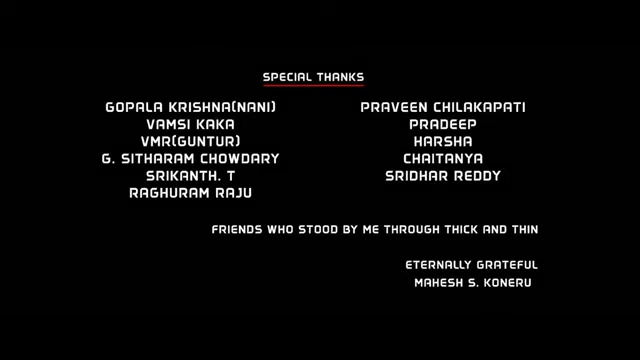 SPECIAL THANKS
GOPALA KRISHNA(NANI)
VAMSI KAKA
VMR(GUNTUR)
G. SITHARAM CHOWDARY
SRIKANTH. T
RAGHURAM RAJU
PRAVEEN CHILAKAPATI
PRADEEP
HARSHA
CHAITANYA
SRIDHAR REDDY
FRIENDS WHO STOOD BY ME THROUGH THICK AND THIN
ETERNALLY GRATEFUL
MAHESH S. KONERU